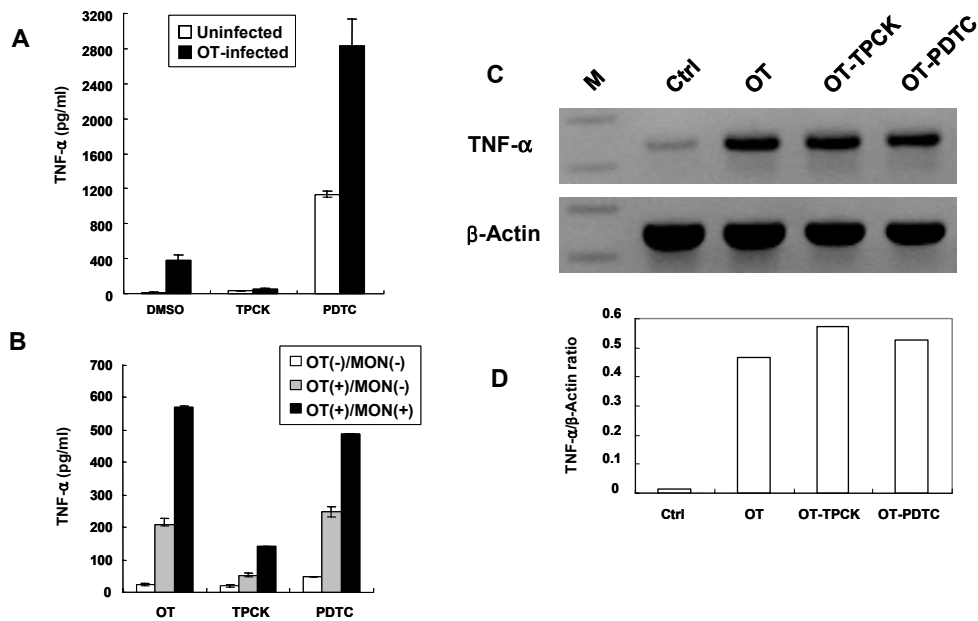 A
Uninfected
OT-infected
TNF-α (pg/ml)
3200
2800
2400
2000
1600
1200
800
400
0
DMSO TPCK PDTC
B
OT(-)/MON(-)
OT(+)/MON(-)
OT(+)/MON(+)
TNF-α (pg/ml)
700
600
500
400
300
200
100
0
OT TPCK PDTC
C
M Ctrl OT OT-TPCK OT-PDTC
TNF-α
β-Actin
D
TNF-α/β-Actin ratio
0.6
0.5
0.4
0.3
0.2
0.1
0
Ctrl OT OT-TPCK OT-PDTC